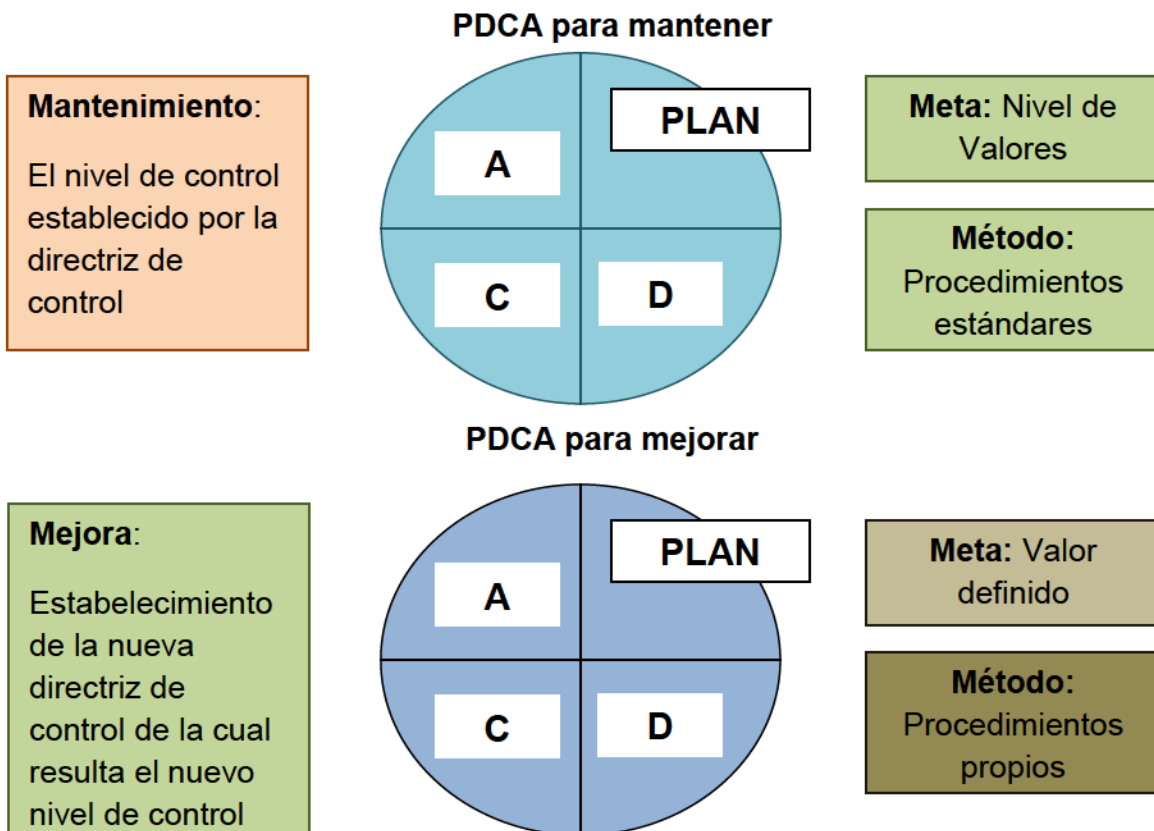 PDCA para mantener
Mantenimiento:
El nivel de control
establecido por la
directriz de
control
A
PLAN
C
D
Meta: Nivel de
Valores
Método:
Procedimientos
estándares
PDCA para mejorar
Mejora:
Estabelecimiento
de la nueva
directriz de
control de la cual
resulta el nuevo
nivel de control
A
PLAN
C
D
Meta: Valor
definido
Método:
Procedimientos
propios